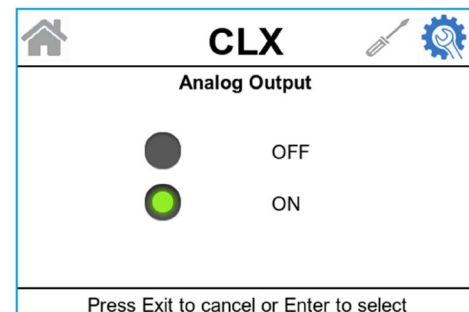 CLX
Analog Output
OFF
ON
Press Exit to cancel or Enter to select